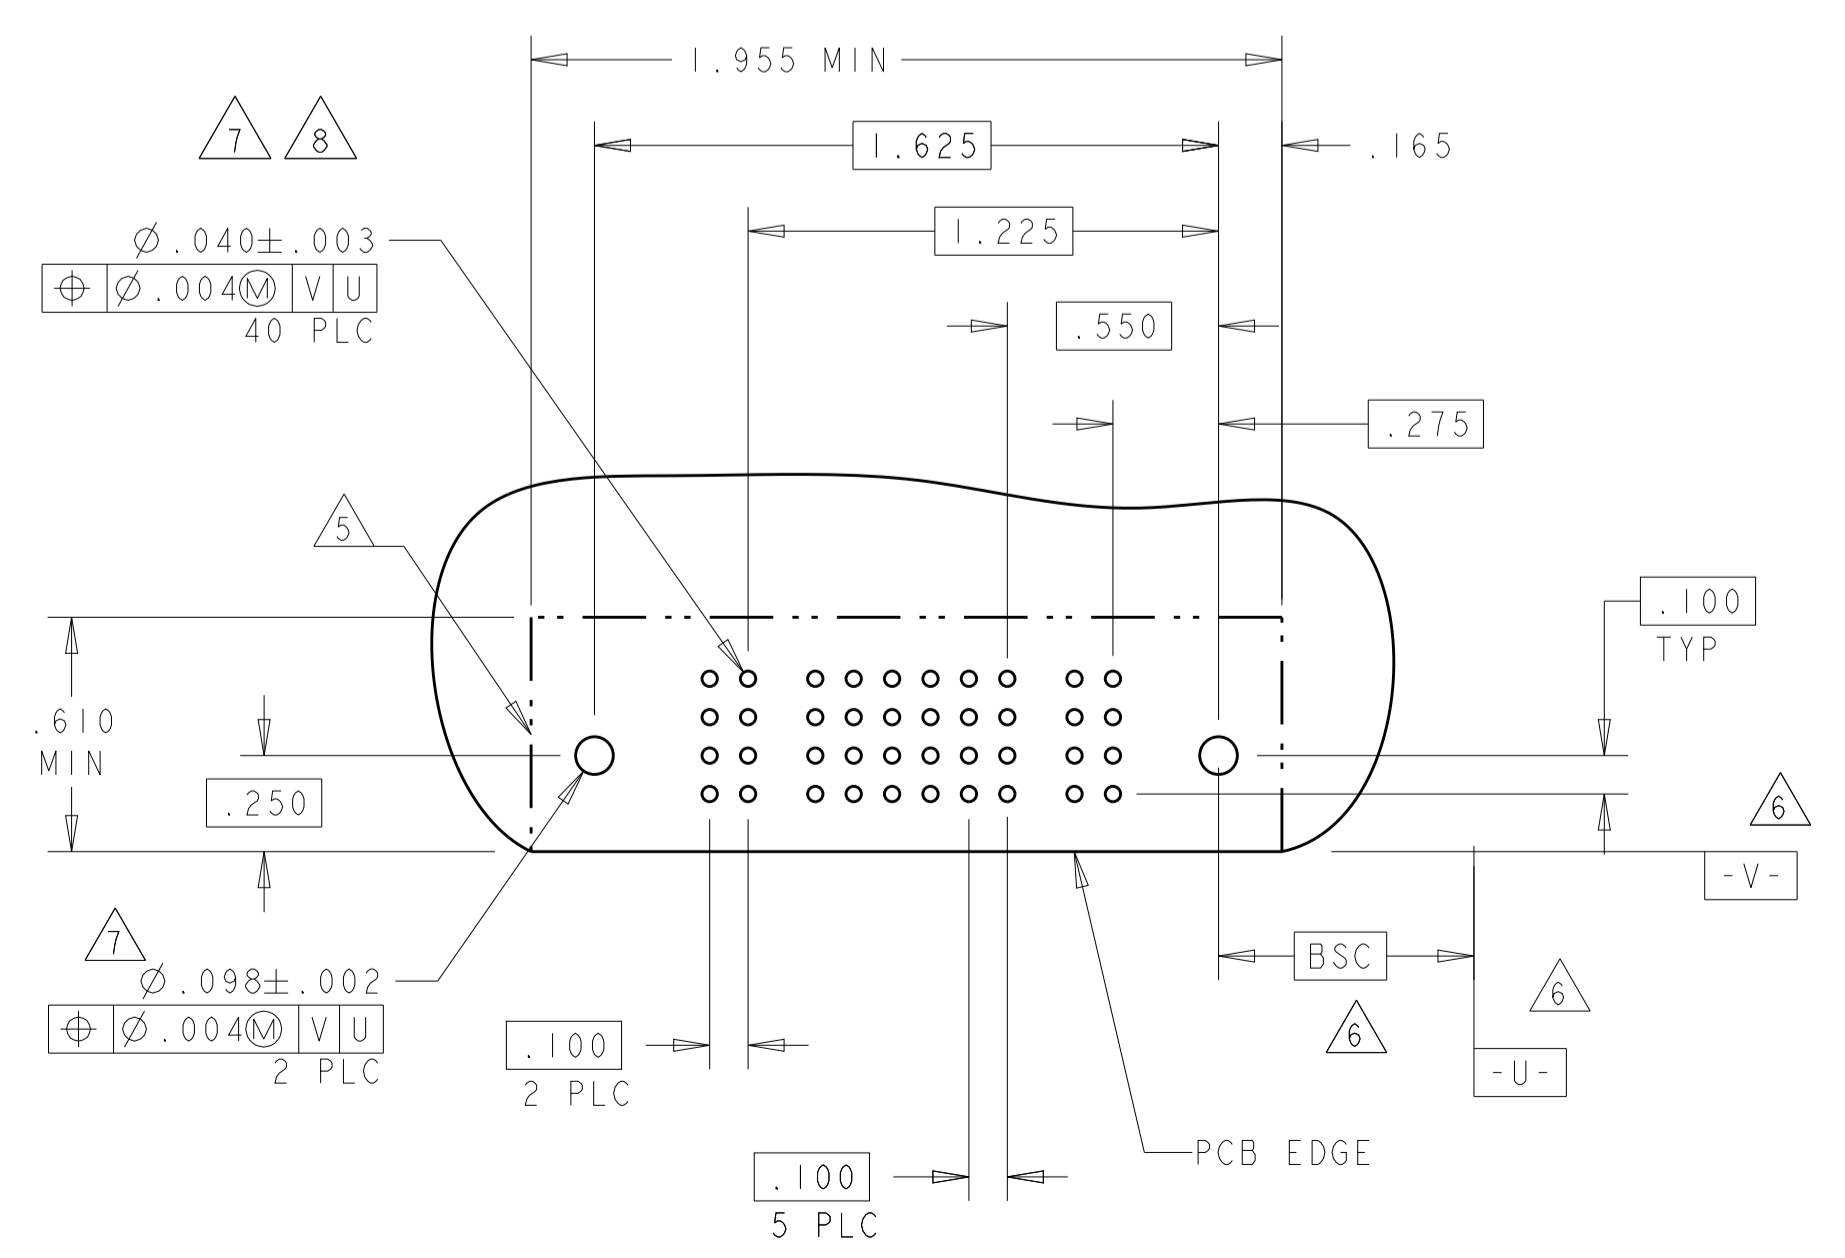 1.955 MIN
7 8
1.625
.165
1.225
⌀.040±.003
⌖ ⌀.004Ⓜ V U
40 PLC
.550
.275
5
.100
TYP
.610
MIN
.250
6
-V-
7
⌀.098±.002
⌖ ⌀.004Ⓜ V U
2 PLC
BSC
6
6
.100
2 PLC
-U-
PCB EDGE
.100
5 PLC